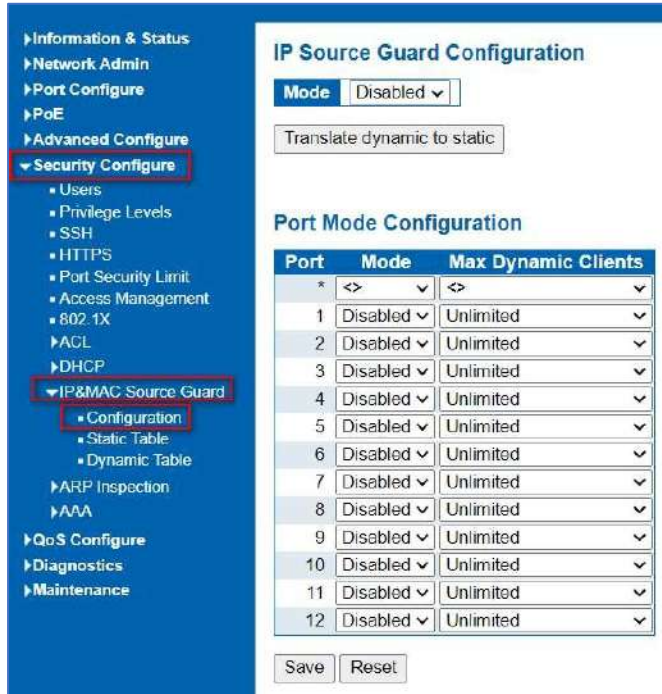 Information & Status
Network Admin
Port Configure
PoE
Advanced Configure
Security Configure
Users
Privilege Levels
SSH
HTTPS
Port Security Limit
Access Management
802.1X
ACL
DHCP
IP&MAC Source Guard
Configuration
Static Table
Dynamic Table
ARP Inspection
AAA
QoS Configure
Diagnostics
Maintenance
IP Source Guard Configuration
Mode Disabled
Translate dynamic to static
Port Mode Configuration
Port Mode Max Dynamic Clients
* <> <>
1 Disabled Unlimited
2 Disabled Unlimited
3 Disabled Unlimited
4 Disabled Unlimited
5 Disabled Unlimited
6 Disabled Unlimited
7 Disabled Unlimited
8 Disabled Unlimited
9 Disabled Unlimited
10 Disabled Unlimited
11 Disabled Unlimited
12 Disabled Unlimited
Save Reset